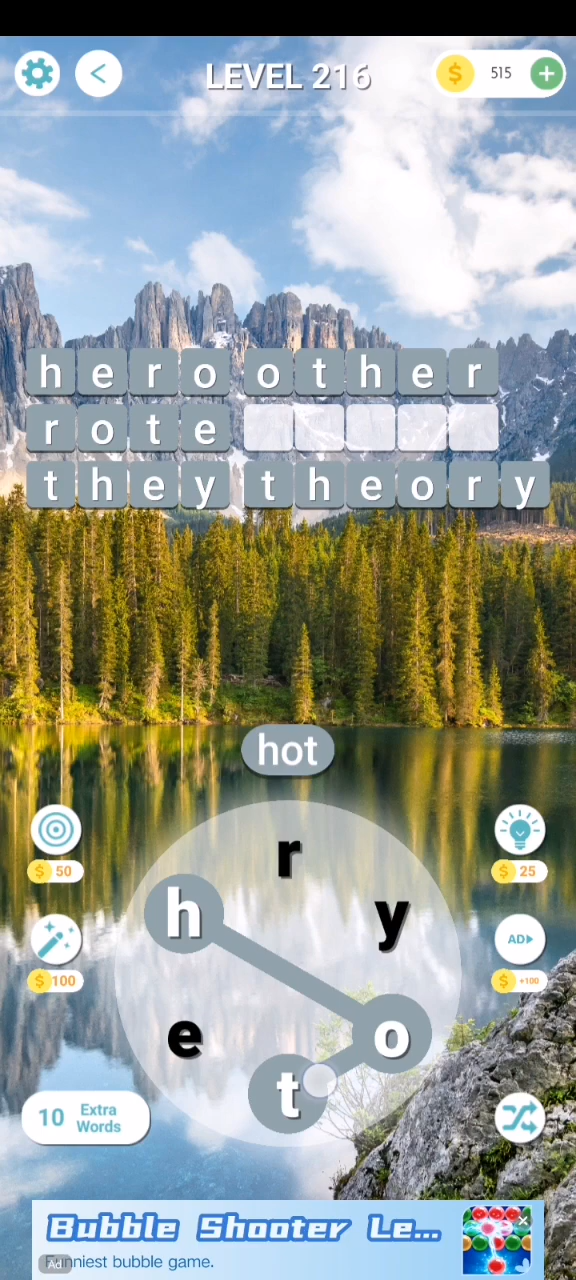 LEVEL 216
$ 515 +
hero other
rote
they theory
hot
r
h y
$ 50
$ 25
AD
$ 100
$ +100
e o
t
10 Extra
Words
Bubble Shooter Le...
Ad
Funniest bubble game.